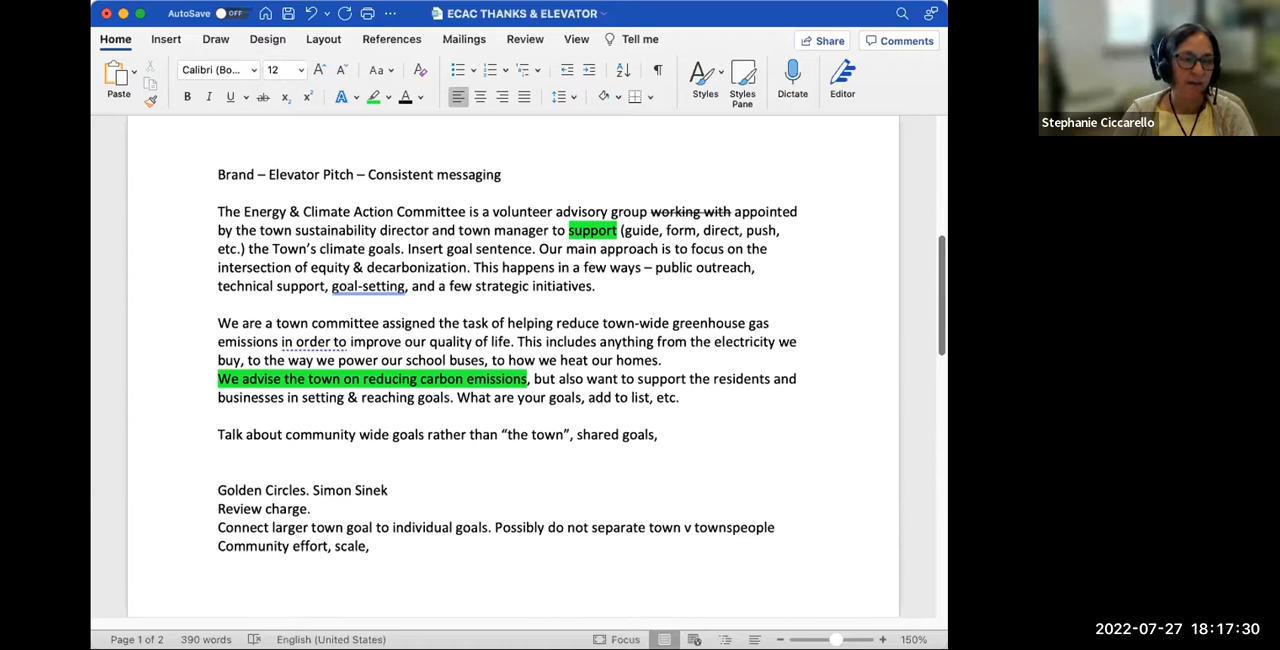 AutoSave OFF ECAC THANKS & ELEVATOR
Home Insert Draw Design Layout References Mailings Review View Tell me Share Comments
Paste Calibri (Bo... 12 Aa Styles Styles Pane Dictate Editor
Brand – Elevator Pitch – Consistent messaging
The Energy & Climate Action Committee is a volunteer advisory group working with appointed
by the town sustainability director and town manager to support (guide, form, direct, push,
etc.) the Town’s climate goals. Insert goal sentence. Our main approach is to focus on the
intersection of equity & decarbonization. This happens in a few ways – public outreach,
technical support, goal-setting, and a few strategic initiatives.
We are a town committee assigned the task of helping reduce town-wide greenhouse gas
emissions in order to improve our quality of life. This includes anything from the electricity we
buy, to the way we power our school buses, to how we heat our homes.
We advise the town on reducing carbon emissions, but also want to support the residents and
businesses in setting & reaching goals. What are your goals, add to list, etc.
Talk about community wide goals rather than “the town”, shared goals,
Golden Circles. Simon Sinek
Review charge.
Connect larger town goal to individual goals. Possibly do not separate town v townspeople
Community effort, scale,
Page 1 of 2 390 words English (United States) Focus 150%
Stephanie Ciccarello
2022-07-27 18:17:30